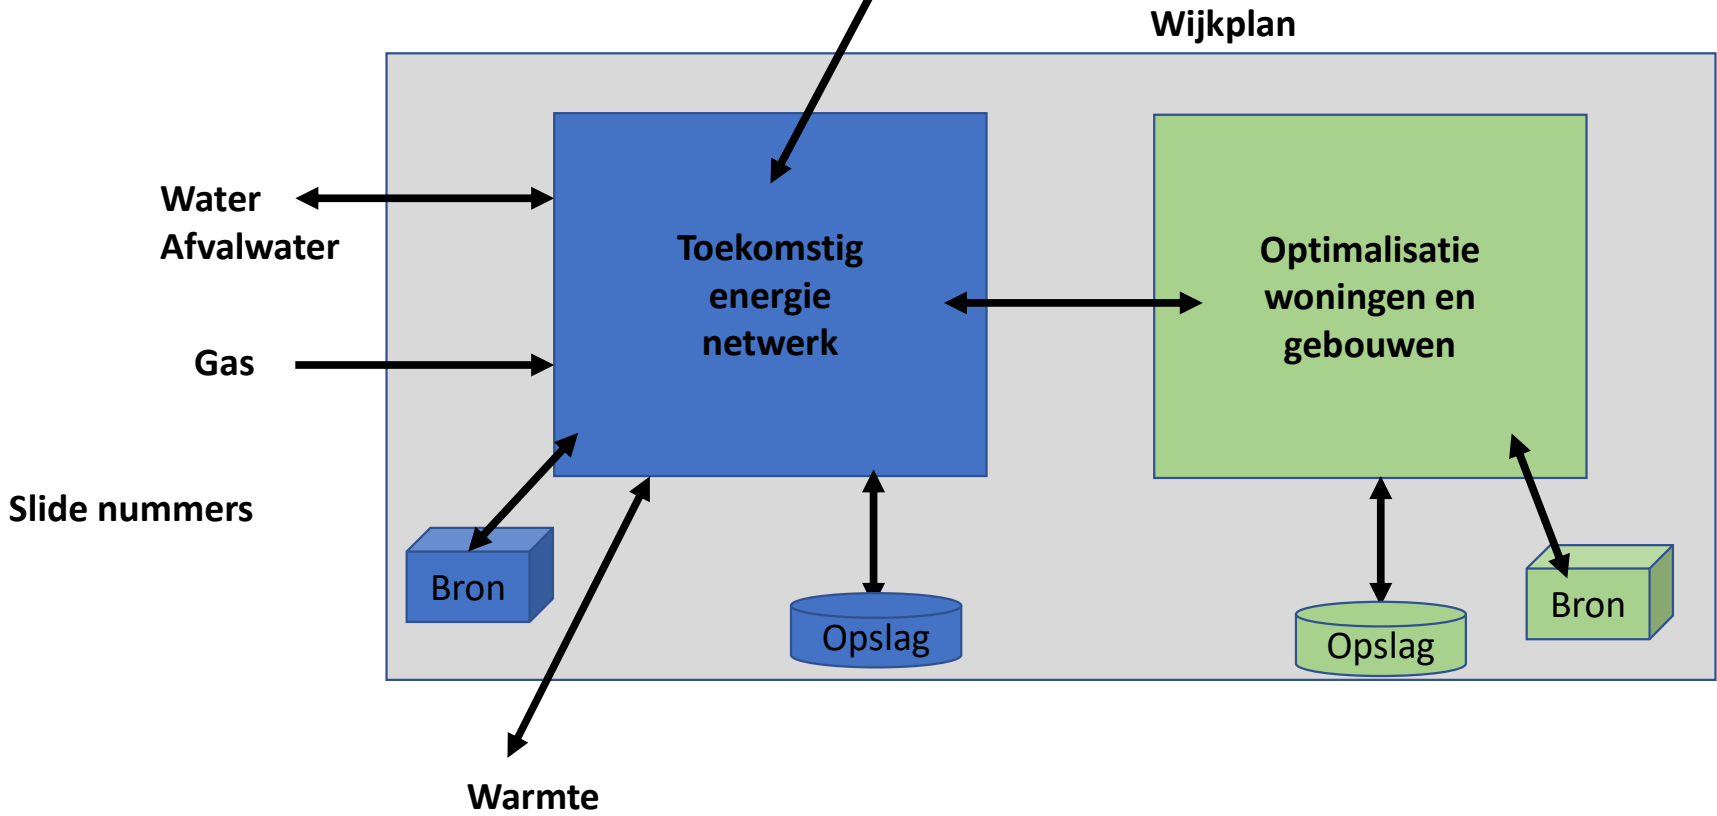 Wijkplan
Water
Afvalwater
Toekomstig
energie
netwerk
Optimalisatie
woningen en
gebouwen
Gas
Slide nummers
Bron
Opslag
Opslag
Bron
Warmte